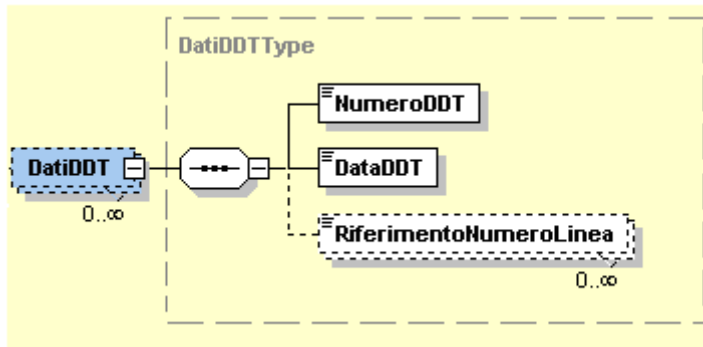 DatiDDTType
NumeroDDT
DatiDDT
DataDDT
0..∞
RiferimentoNumeroLinea
0..∞